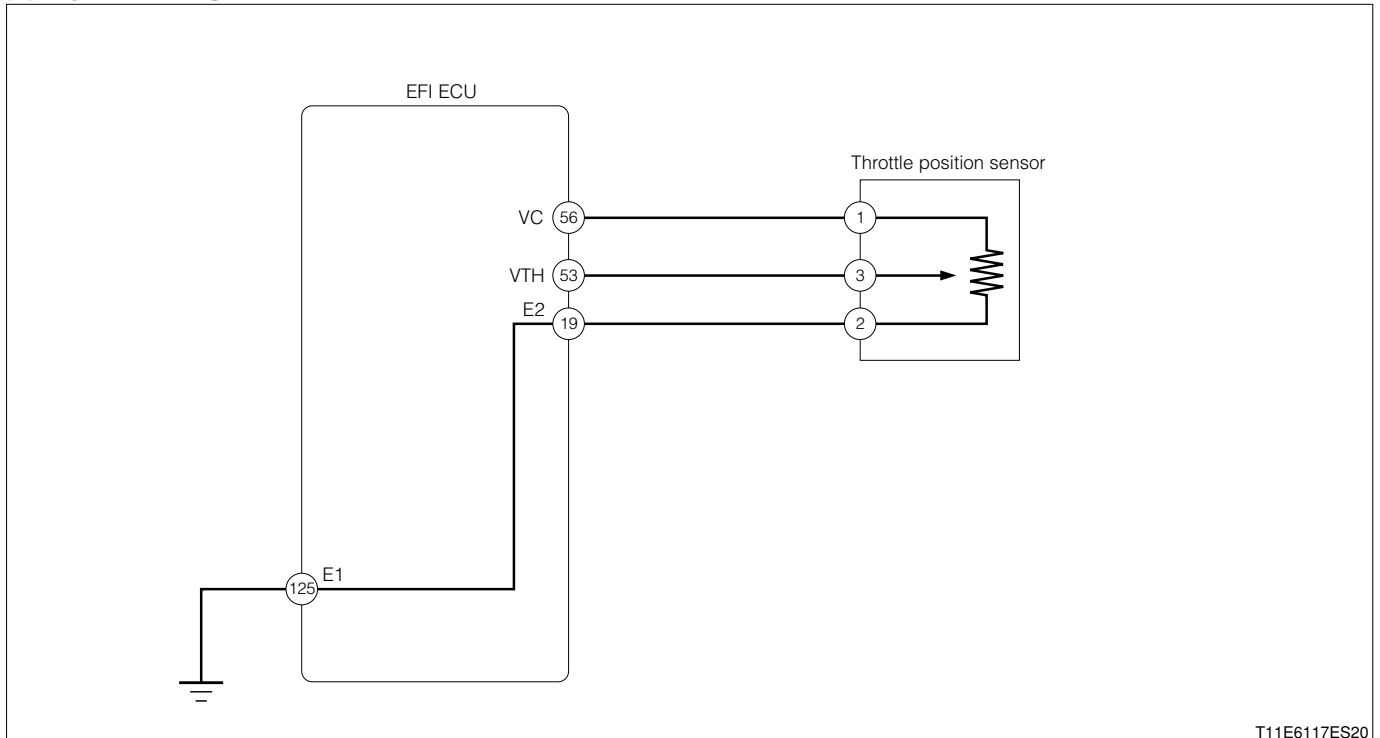 EFI ECU
Throttle position sensor
VC 56 1
VTH 53 3
E2
19 2
E1
125
T11E6117ES20